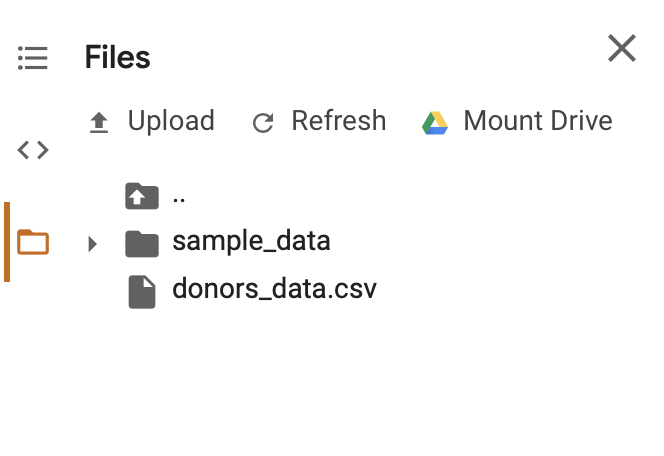 Files
Upload Refresh Mount Drive
..
sample_data
donors_data.csv